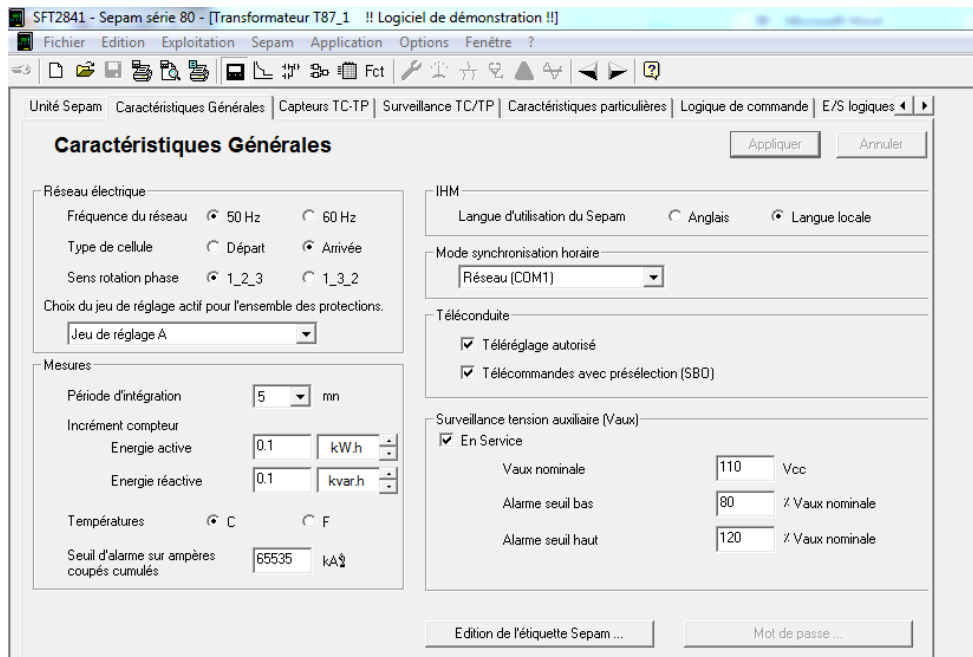 SFT2841 - Sepam série 80 - [Transformateur T87_1 !! Logiciel de démonstration !!]
Fichier Edition Exploitation Sepam Application Options Fenêtre ?
Fct
Unité Sepam Caractéristiques Générales Capteurs TC-TP Surveillance TC/TP Caractéristiques particulières Logique de commande E/S logiques
Caractéristiques Générales
Appliquer Annuler
Réseau électrique
Fréquence du réseau 50 Hz 60 Hz
Type de cellule Départ Arrivée
Sens rotation phase 1_2_3 1_3_2
Choix du jeu de réglage actif pour l'ensemble des protections.
Jeu de réglage A
Mesures
Période d'intégration 5 mn
Incrément compteur
Energie active 0.1 kW.h
Energie réactive 0.1 kvar.h
Températures C F
Seuil d'alarme sur ampères
coupés cumulés 65535 kA²
IHM
Langue d'utilisation du Sepam Anglais Langue locale
Mode synchronisation horaire
Réseau (COM1)
Téléconduite
Téléréglage autorisé
Télécommandes avec présélection (SBO)
Surveillance tension auxiliaire (Vaux)
En Service
Vaux nominale 110 Vcc
Alarme seuil bas 80 % Vaux nominale
Alarme seuil haut 120 % Vaux nominale
Edition de l'étiquette Sepam ... Mot de passe ...